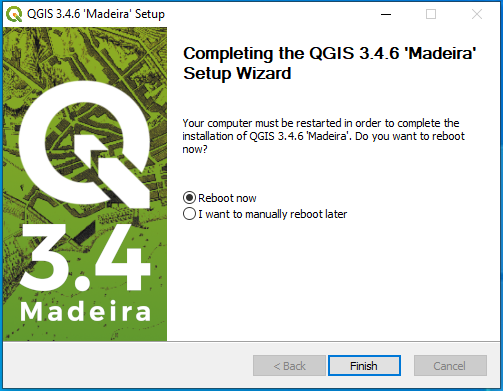 QGIS 3.4.6 'Madeira' Setup
Completing the QGIS 3.4.6 'Madeira'
Setup Wizard
Your computer must be restarted in order to complete the
installation of QGIS 3.4.6 'Madeira'. Do you want to reboot
now?
Reboot now
I want to manually reboot later
3.4
Madeira
< Back
Finish
Cancel